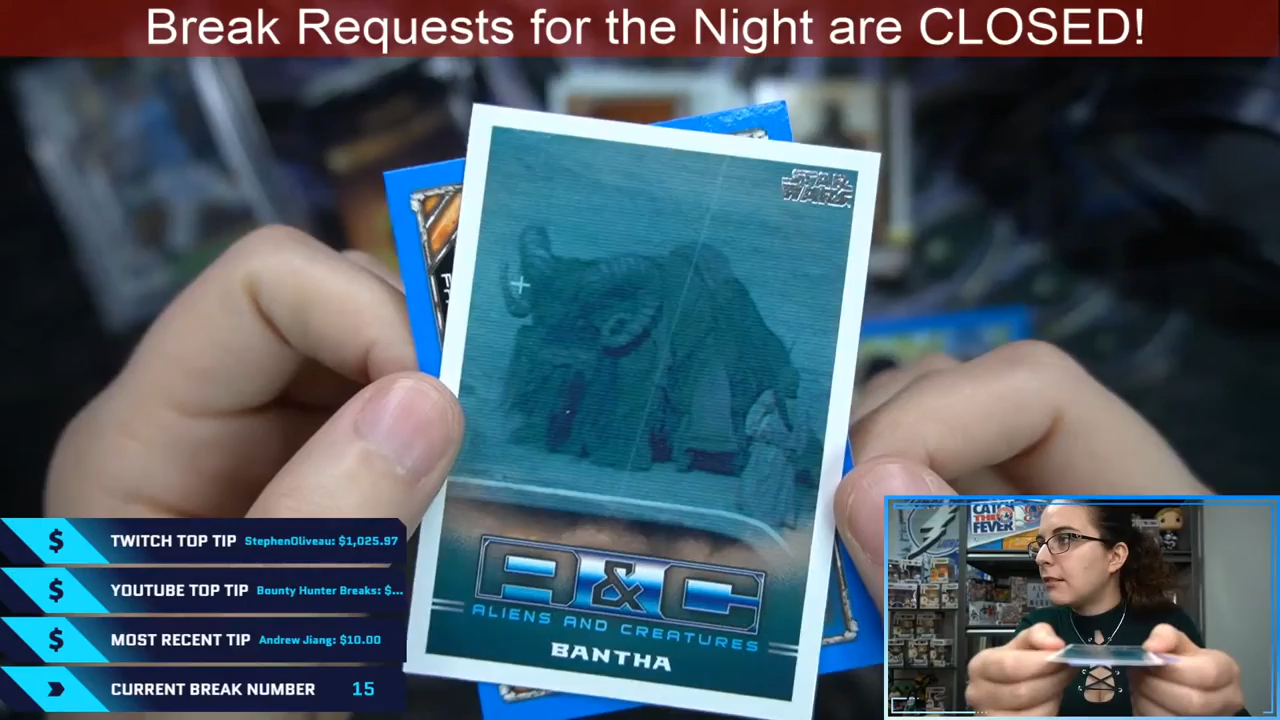 Break Requests for the Night are CLOSED!
STAR
WARS
A&C
ALIENS AND CREATURES
BANTHA
TWITCH TOP TIP StephenOliveau: $1,025.97
YOUTUBE TOP TIP Bounty Hunter Breaks: $...
MOST RECENT TIP Andrew Jiang: $10.00
CURRENT BREAK NUMBER 15
CATCH
THE
FEVER